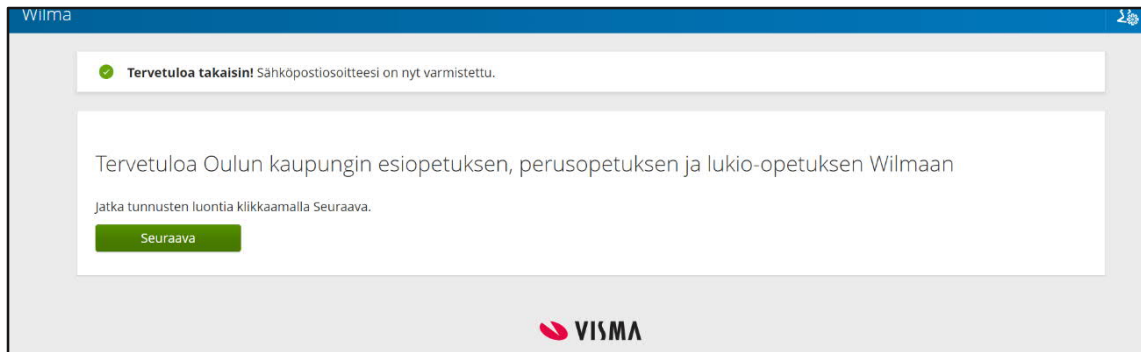 Wilma
Tervetuloa takaisin! Sähköpostiosoitteesi on nyt varmistettu.
Tervetuloa Oulun kaupungin esiopetuksen, perusopetuksen ja lukio-opetuksen Wilmaan
Jatka tunnusten luontia klikkaamalla Seuraava.
Seuraava
VISMA